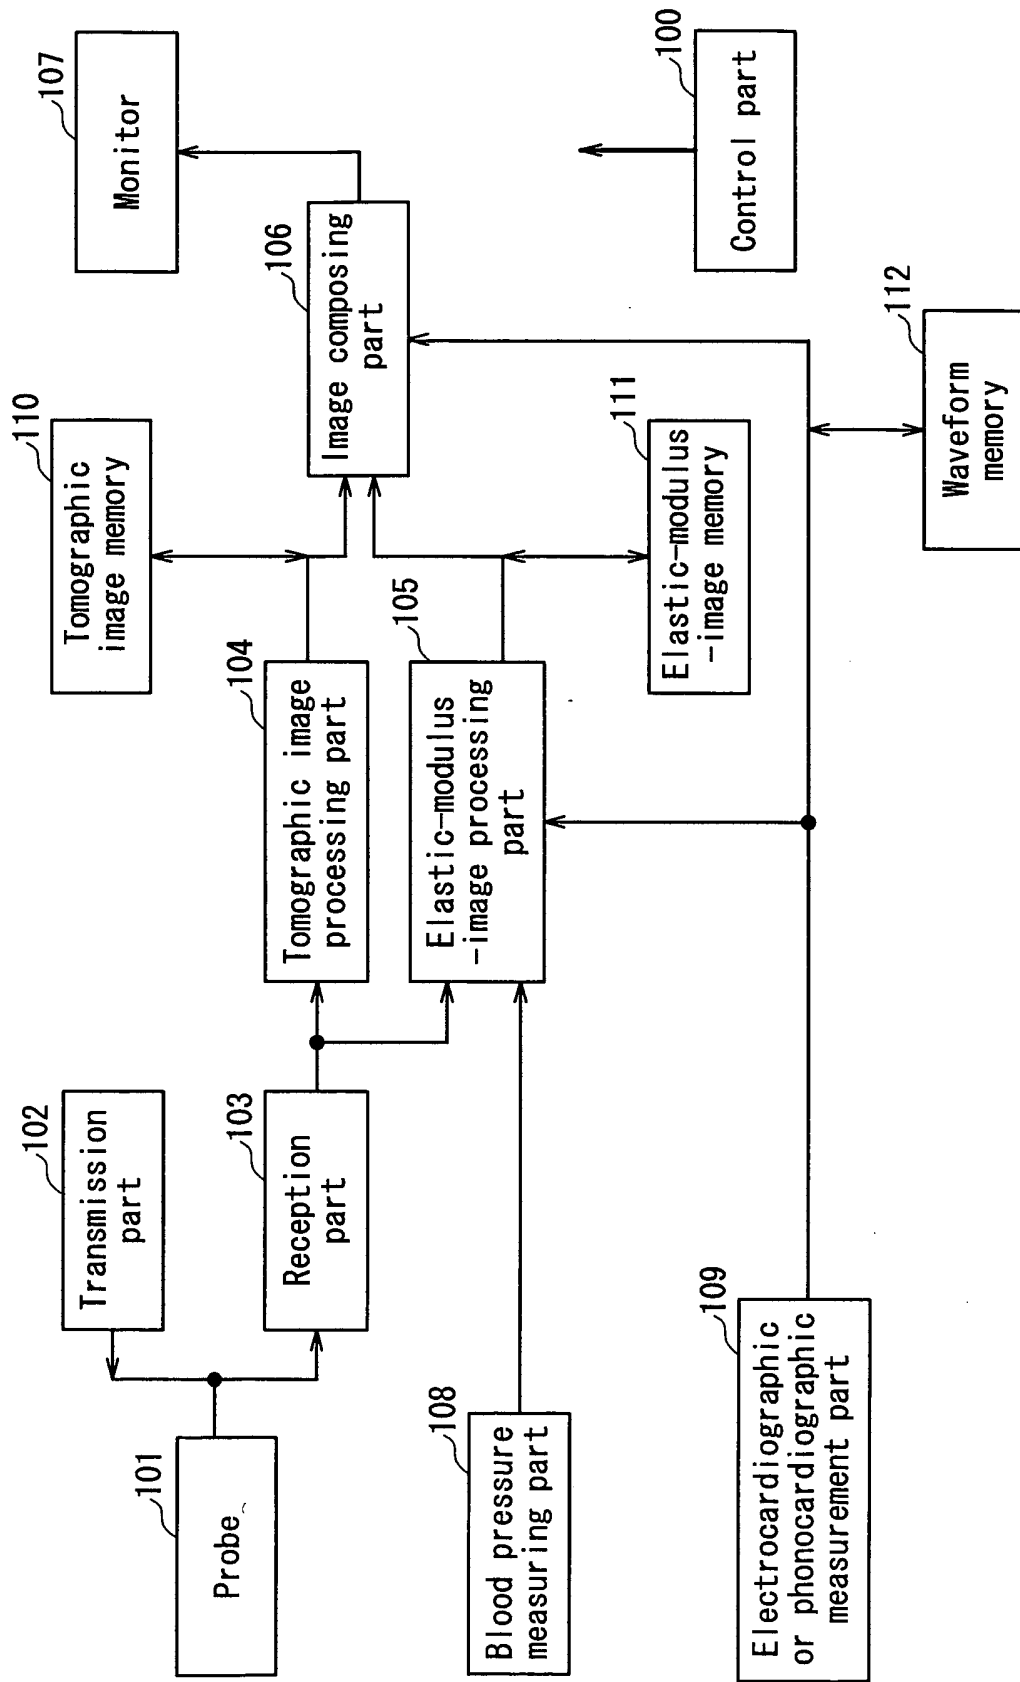 101
Probe
102
Transmission
part
103
Reception
part
104
Tomographic image
processing part
105
Elastic-modulus
-image processing
part
110
Tomographic
image memory
111
Elastic-modulus
-image memory
106
Image composing
part
107
Monitor
108
Blood pressure
measuring part
109
Electrocardiographic
or phonocardiographic
measurement part
112
Waveform
memory
100
Control part